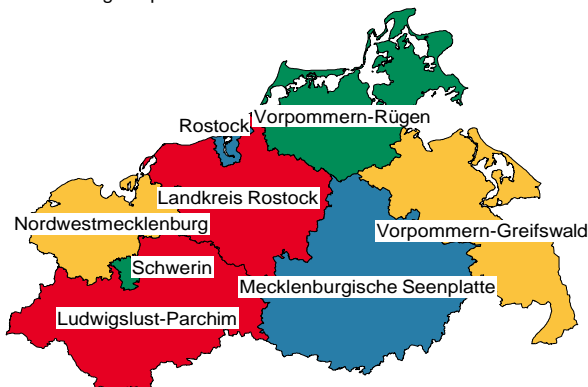 Vorpommern-Rügen
Rostock
Landkreis Rostock
Nordwestmecklenburg
Vorpommern-Greifswald
Schwerin
Mecklenburgische Seenplatte
Ludwigslust-Parchim